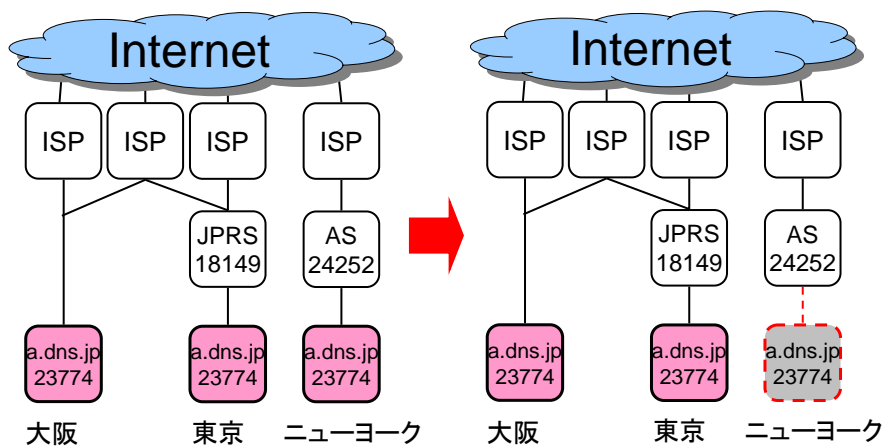 Internet
ISP
ISP
ISP
ISP
JPRS
18149
AS
24252
a.dns.jp
23774
a.dns.jp
23774
a.dns.jp
23774
大阪
東京
ニューヨーク
Internet
ISP
ISP
ISP
ISP
JPRS
18149
AS
24252
a.dns.jp
23774
a.dns.jp
23774
a.dns.jp
23774
大阪
東京
ニューヨーク